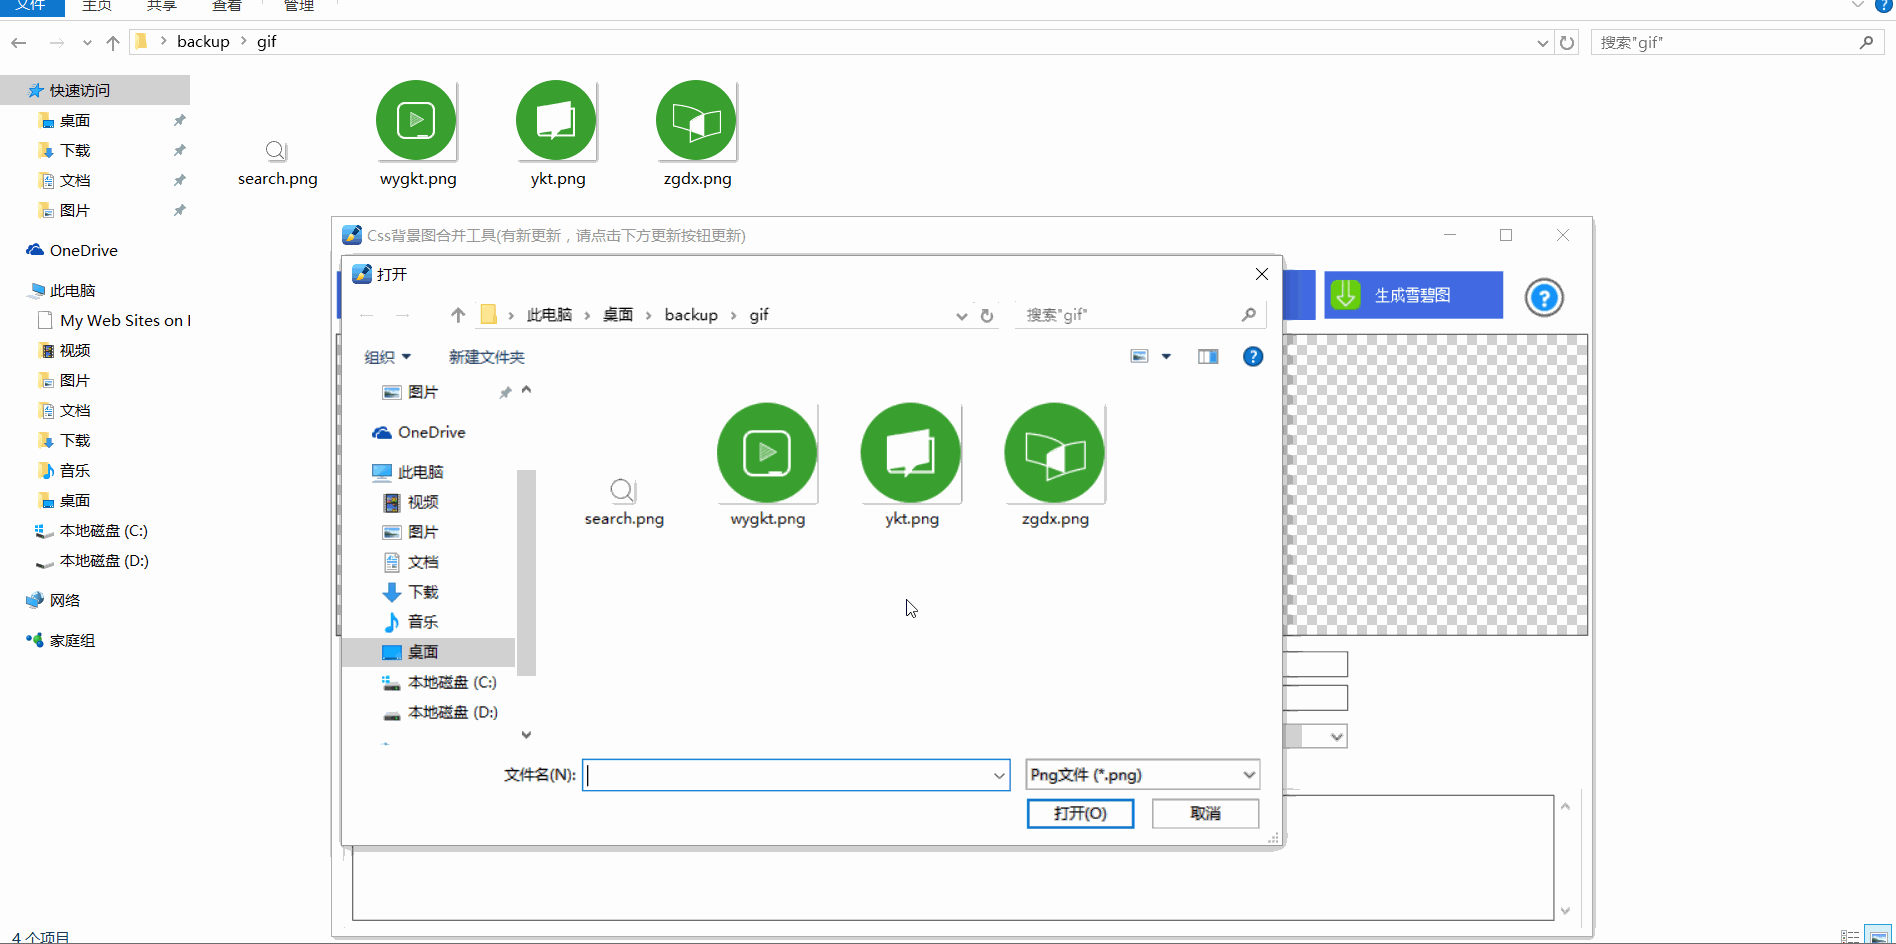 文件 主页 共享 查看 管理
backup gif
搜索"gif"
快速访问
桌面
下载
文档
图片
OneDrive
此电脑
My Web Sites on I
视频
图片
文档
下载
音乐
桌面
本地磁盘 (C:)
本地磁盘 (D:)
网络
家庭组
search.png wygkt.png ykt.png zgdx.png
Css背景图合并工具(有新更新，请点击下方更新按钮更新)
生成雪碧图
打开
此电脑 桌面 backup gif
搜索"gif"
组织 新建文件夹
图片
OneDrive
此电脑
视频
图片
文档
下载
音乐
桌面
本地磁盘 (C:)
本地磁盘 (D:)
search.png wygkt.png ykt.png zgdx.png
文件名(N): Png文件 (*.png)
打开(O) 取消
4 个项目